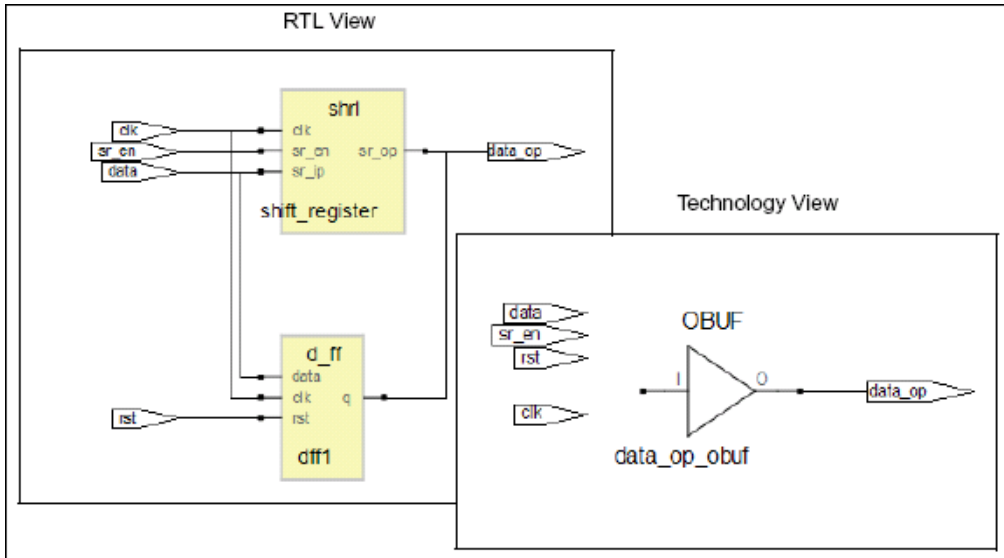 RTL View
shrl
clk
clk
sr_en
sr_en
sr_op
data_op
data
sr_ip
shift_register
d_ff
data
clk
q
rst
rst
dff1
Technology View
data
OBUF
sr_en
rst
I
O
data_op
clk
data_op_obuf